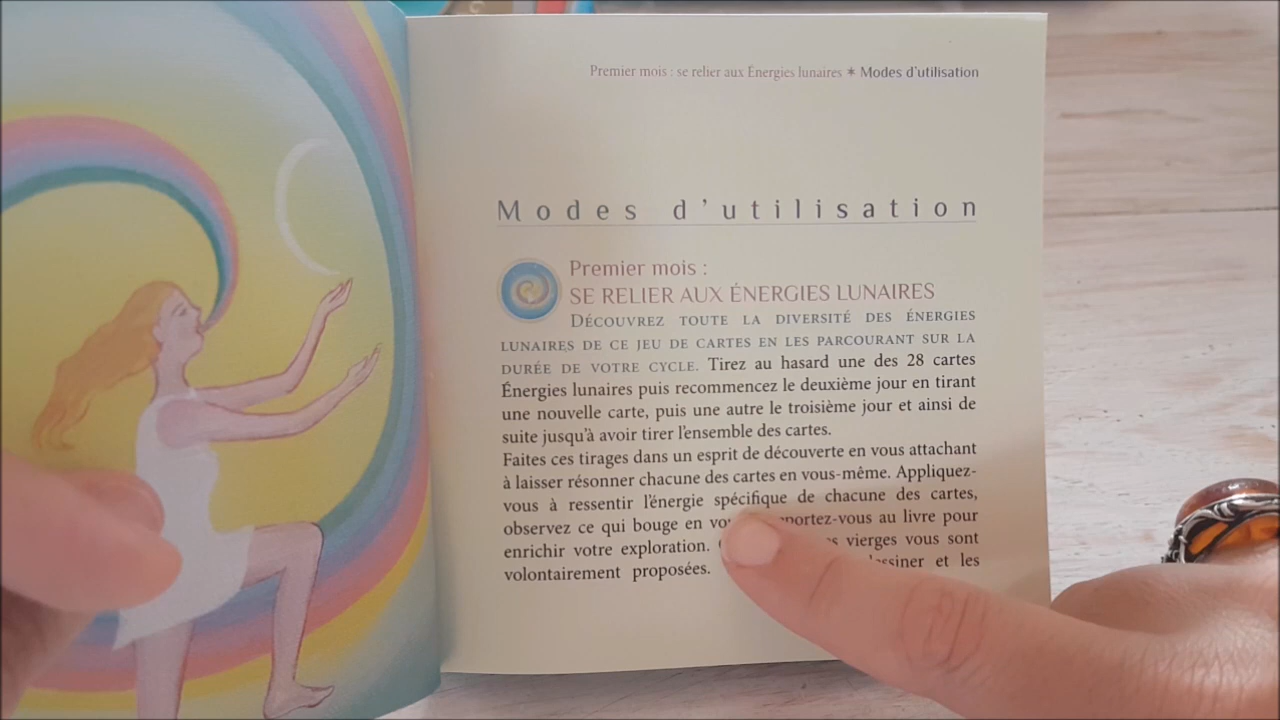 Premier mois : se relier aux Énergies lunaires ✶ Modes d'utilisation
Modes d'utilisation
Premier mois :
SE RELIER AUX ÉNERGIES LUNAIRES
DÉCOUVREZ TOUTE LA DIVERSITÉ DES ÉNERGIES
LUNAIRES DE CE JEU DE CARTES EN LES PARCOURANT SUR LA
DURÉE DE VOTRE CYCLE. Tirez au hasard une des 28 cartes
Énergies lunaires puis recommencez le deuxième jour en tirant
une nouvelle carte, puis une autre le troisième jour et ainsi de
suite jusqu'à avoir tirer l'ensemble des cartes.
Faites ces tirages dans un esprit de découverte en vous attachant
à laisser résonner chacune des cartes en vous-même. Appliquez-
vous à ressentir l'énergie spécifique de chacune des cartes,
observez ce qui bouge en au livre pour
enrichir votre exploration. vierges vous sont
volontairement proposées. et les